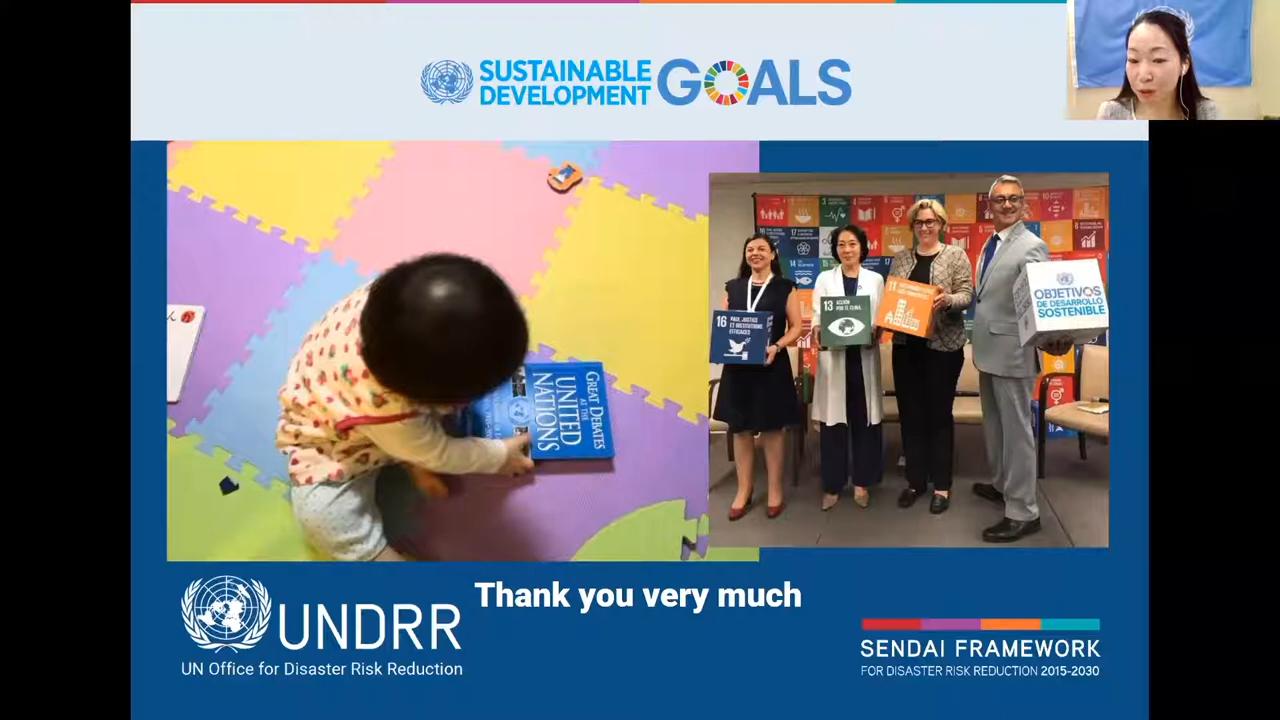 SUSTAINABLE
DEVELOPMENT
GOALS
GREAT DEBATES
AT THE
UNITED
NATIONS
16 PAIX, JUSTICE
ET INSTITUTIONS
EFFICACES
13 ACCIÓN
POR EL CLIMA
11
OBJETIVOS
DE DESARROLLO
SOSTENIBLE
Thank you very much
UNDRR
UN Office for Disaster Risk Reduction
SENDAI FRAMEWORK
FOR DISASTER RISK REDUCTION 2015-2030